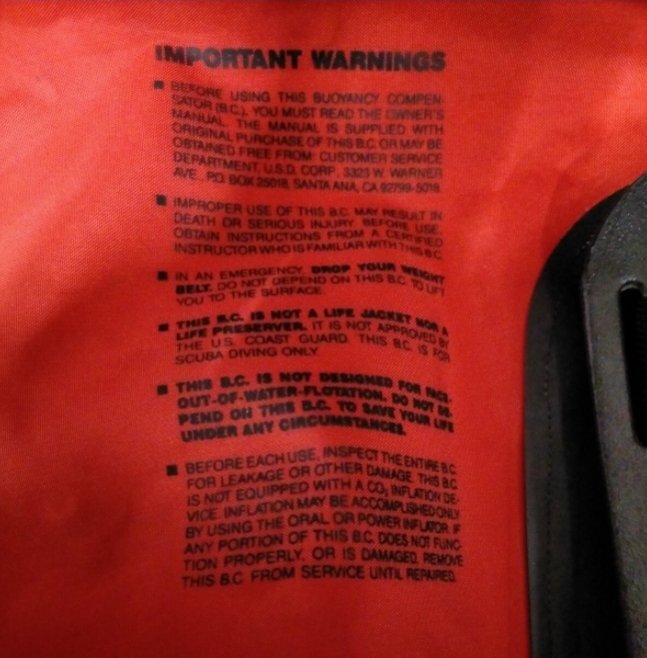 IMPORTANT WARNINGS
■ BEFORE USING THIS BUOYANCY COMPEN-
SATOR (B.C.), YOU MUST READ THE OWNER'S
MANUAL. THE MANUAL IS SUPPLIED WITH
ORIGINAL PURCHASE OF THIS B.C. OR MAY BE
OBTAINED FREE FROM: CUSTOMER SERVICE
DEPARTMENT, U.S.D. CORP., 3323 W. WARNER
AVE., P.O. BOX 25018, SANTA ANA, CA 92799-5018.
■ IMPROPER USE OF THIS B.C. MAY RESULT IN
DEATH OR SERIOUS INJURY. BEFORE USE,
OBTAIN INSTRUCTIONS FROM A CERTIFIED
INSTRUCTOR WHO IS FAMILIAR WITH THIS B.C.
■ IN AN EMERGENCY, DROP YOUR WEIGHT
BELT. DO NOT DEPEND ON THIS B.C. TO LIFT
YOU TO THE SURFACE.
■ THIS B.C. IS NOT A LIFE JACKET NOR A
LIFE PRESERVER. IT IS NOT APPROVED BY
THE U.S. COAST GUARD. THIS B.C. IS FOR
SCUBA DIVING ONLY.
■ THIS B.C. IS NOT DESIGNED FOR FACE-
OUT-OF-WATER-FLOTATION. DO NOT DE-
PEND ON THIS B.C. TO SAVE YOUR LIFE
UNDER ANY CIRCUMSTANCES.
■ BEFORE EACH USE, INSPECT THE ENTIRE B.C.
FOR LEAKAGE OR OTHER DAMAGE. THIS B.C.
IS NOT EQUIPPED WITH A CO₂ INFLATION DE-
VICE. INFLATION MAY BE ACCOMPLISHED ONLY
BY USING THE ORAL OR POWER INFLATOR. IF
ANY PORTION OF THIS B.C. DOES NOT FUNC-
TION PROPERLY, OR IS DAMAGED, REMOVE
THIS B.C. FROM SERVICE UNTIL REPAIRED.